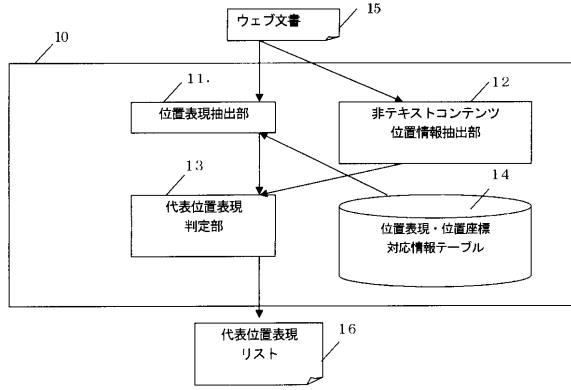 ウェブ文書
15
10
11.
位置表現抽出部
12
非テキストコンテンツ
位置情報抽出部
13
代表位置表現
判定部
14
位置表現・位置座標
対応情報テーブル
代表位置表現
リスト
16